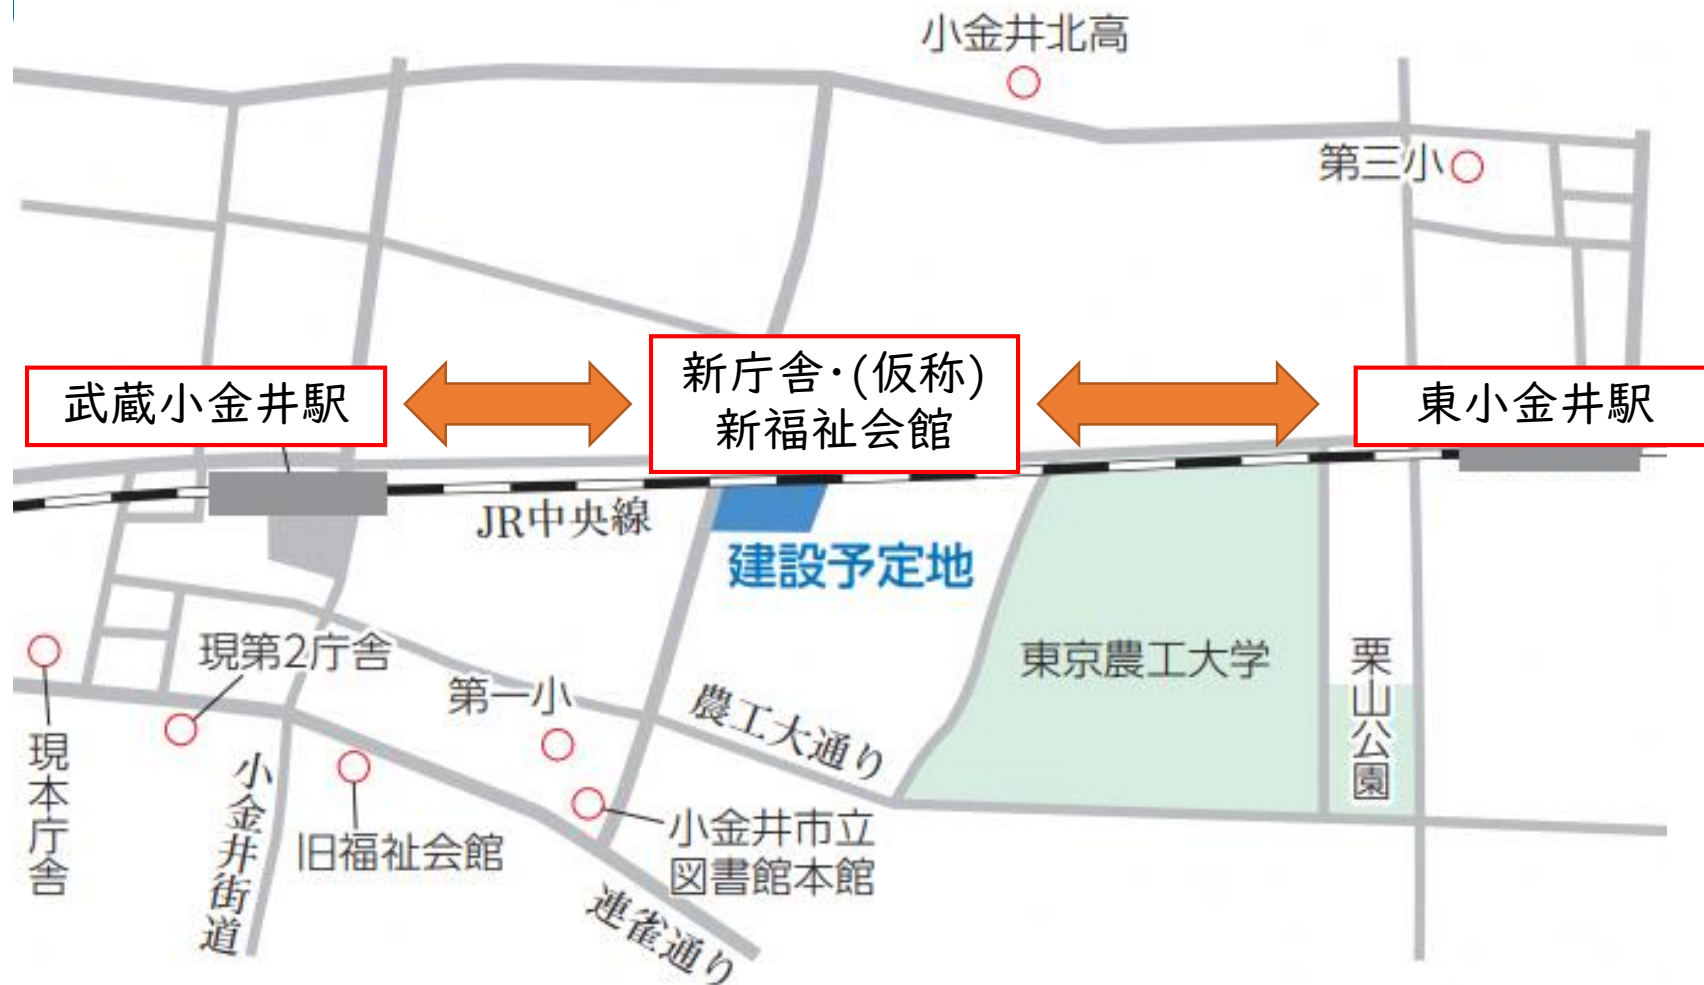 小金井北高
第三小
武蔵小金井駅
新庁舎・(仮称)
新福祉会館
東小金井駅
JR中央線
建設予定地
現第2庁舎
第一小
農工大通り
東京農工大学
栗山公園
現本庁舎
小金井街道
旧福祉会館
小金井市立
図書館本館
連雀通り